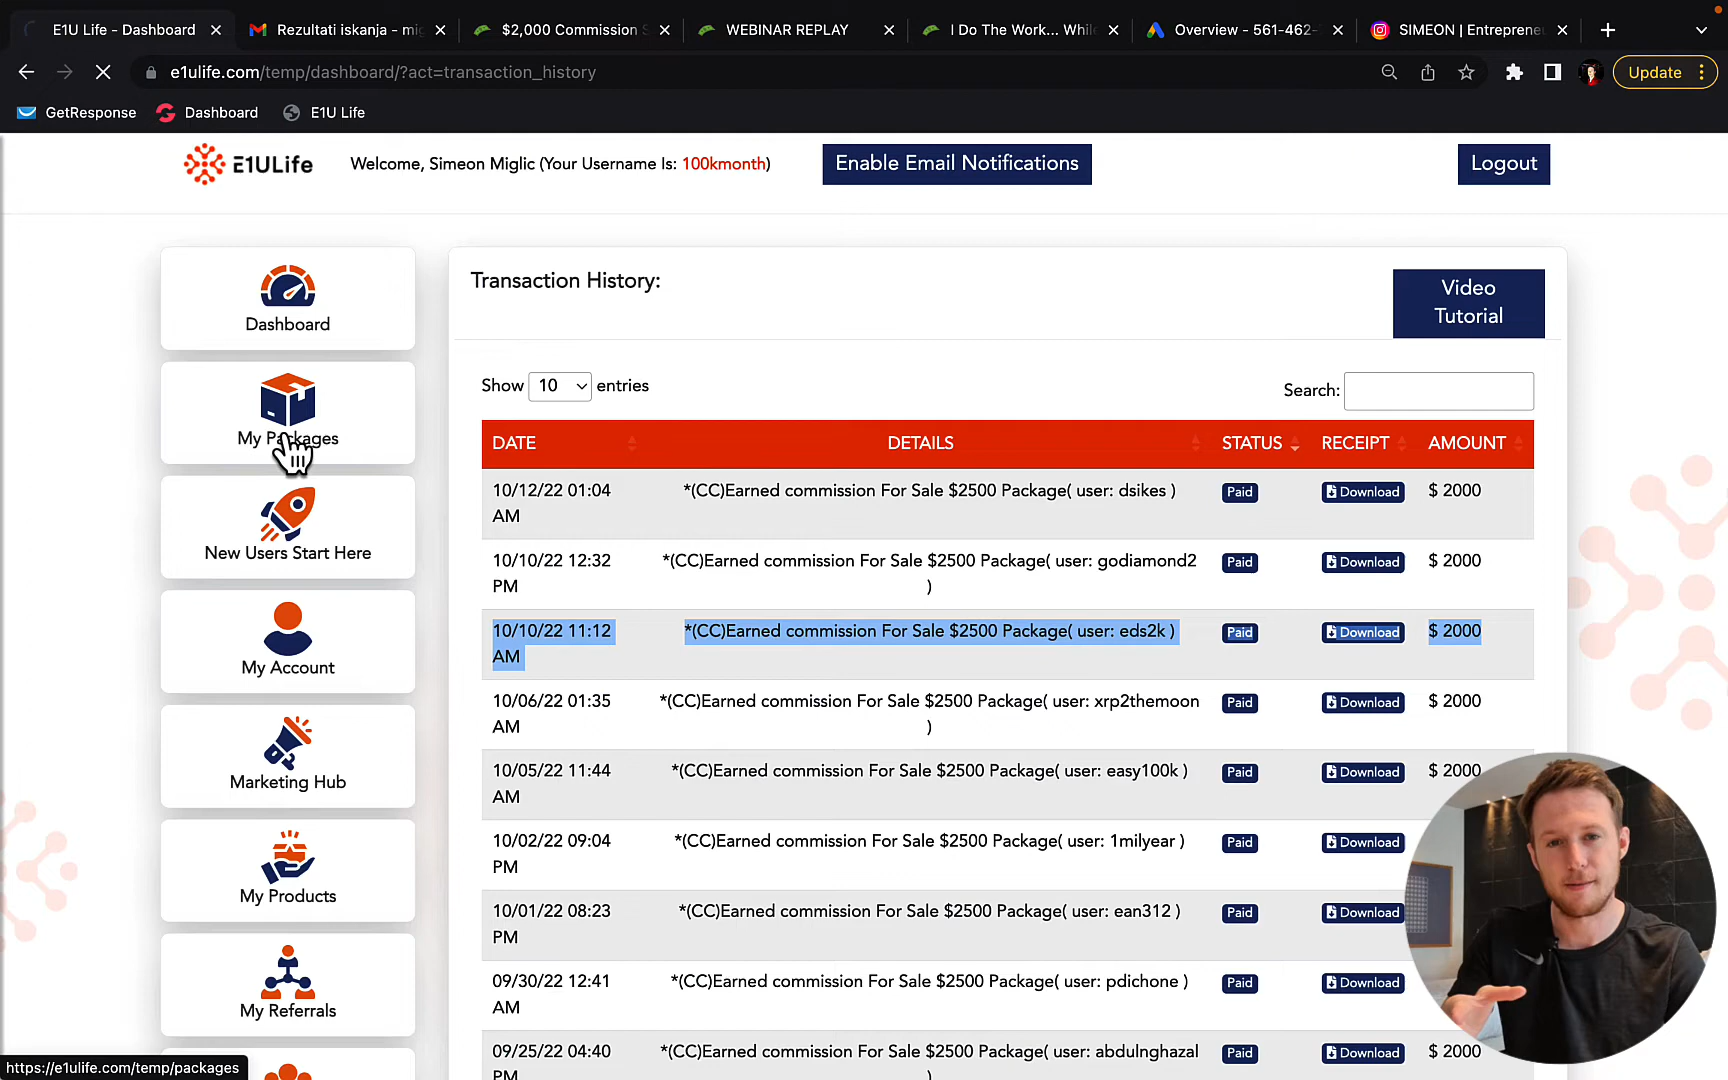 E1U Life - Dashboard
Rezultati iskanja - mig
$2,000 Commission S
WEBINAR REPLAY
I Do The Work... While
Overview - 561-462-
SIMEON | Entrepreneu
e1ulife.com/temp/dashboard/?act=transaction_history
Update
GetResponse
Dashboard
E1U Life
E1ULife
Welcome, Simeon Miglic (Your Username Is: 100kmonth)
Enable Email Notifications
Logout
Dashboard
My Packages
New Users Start Here
My Account
Marketing Hub
My Products
My Referrals
Transaction History:
Video
Tutorial
Show 10 entries
Search:
DATE DETAILS STATUS RECEIPT AMOUNT
10/12/22 01:04 *(CC)Earned commission For Sale $2500 Package( user: dsikes ) Paid Download $ 2000
AM
10/10/22 12:32 *(CC)Earned commission For Sale $2500 Package( user: godiamond2 Paid Download $ 2000
PM )
10/10/22 11:12 *(CC)Earned commission For Sale $2500 Package( user: eds2k ) Paid Download $ 2000
AM
10/06/22 01:35 *(CC)Earned commission For Sale $2500 Package( user: xrp2themoon Paid Download $ 2000
AM )
10/05/22 11:44 *(CC)Earned commission For Sale $2500 Package( user: easy100k ) Paid Download $ 2000
AM
10/02/22 09:04 *(CC)Earned commission For Sale $2500 Package( user: 1milyear ) Paid Download
PM
10/01/22 08:23 *(CC)Earned commission For Sale $2500 Package( user: ean312 ) Paid Download
PM
09/30/22 12:41 *(CC)Earned commission For Sale $2500 Package( user: pdichone ) Paid Download
AM
09/25/22 04:40 *(CC)Earned commission For Sale $2500 Package( user: abdulnghazal Paid Download
PM )
https://e1ulife.com/temp/packages